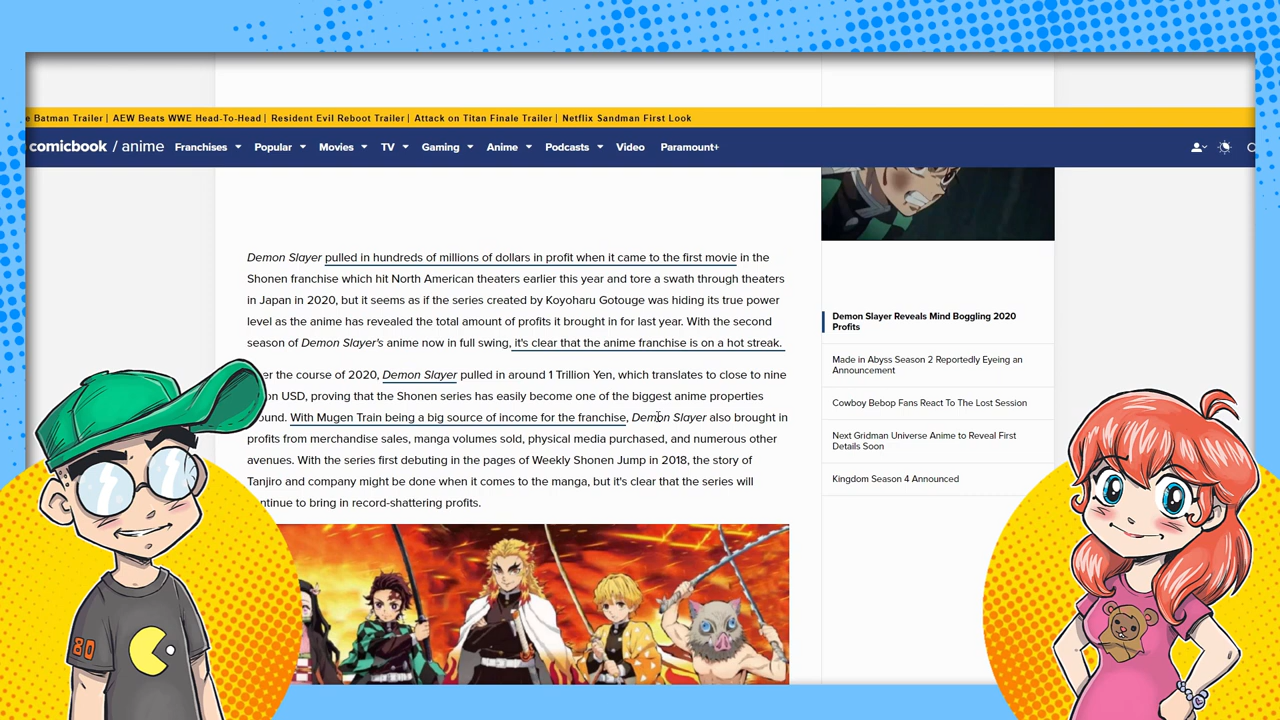 e Batman Trailer | AEW Beats WWE Head-To-Head | Resident Evil Reboot Trailer | Attack on Titan Finale Trailer | Netflix Sandman First Look
comicbook / anime Franchises Popular Movies TV Gaming Anime Podcasts Video Paramount+
Demon Slayer pulled in hundreds of millions of dollars in profit when it came to the first movie in the
Shonen franchise which hit North American theaters earlier this year and tore a swath through theaters
in Japan in 2020, but it seems as if the series created by Koyoharu Gotouge was hiding its true power
level as the anime has revealed the total amount of profits it brought in for last year. With the second
season of Demon Slayer's anime now in full swing, it's clear that the anime franchise is on a hot streak.
er the course of 2020, Demon Slayer pulled in around 1 Trillion Yen, which translates to close to nine
on USD, proving that the Shonen series has easily become one of the biggest anime properties
ound. With Mugen Train being a big source of income for the franchise, Demon Slayer also brought in
profits from merchandise sales, manga volumes sold, physical media purchased, and numerous other
avenues. With the series first debuting in the pages of Weekly Shonen Jump in 2018, the story of
Tanjiro and company might be done when it comes to the manga, but it's clear that the series will
ntinue to bring in record-shattering profits.
Demon Slayer Reveals Mind Boggling 2020
Profits
Made in Abyss Season 2 Reportedly Eyeing an
Announcement
Cowboy Bebop Fans React To The Lost Session
Next Gridman Universe Anime to Reveal First
Details Soon
Kingdom Season 4 Announced
80